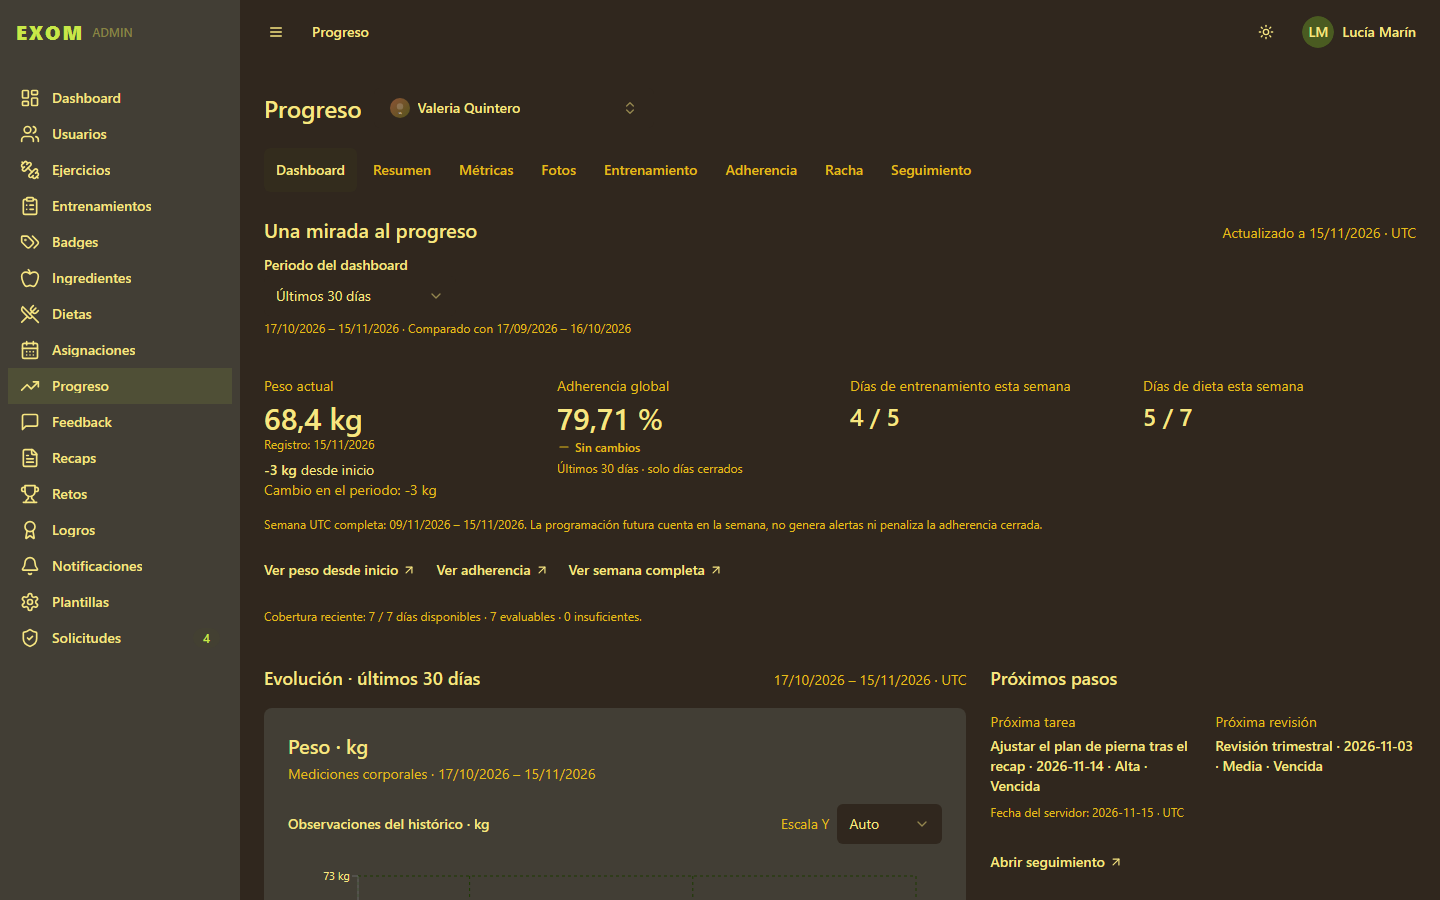 EXOM ADMIN
Dashboard
Usuarios
Ejercicios
Entrenamientos
Badges
Ingredientes
Dietas
Asignaciones
Progreso
Feedback
Recaps
Retos
Logros
Notificaciones
Plantillas
Solicitudes 4
Progreso
LM Lucía Marín
Progreso Valeria Quintero
Dashboard Resumen Métricas Fotos Entrenamiento Adherencia Racha Seguimiento
Una mirada al progreso
Actualizado a 15/11/2026 · UTC
Periodo del dashboard
Últimos 30 días
17/10/2026 – 15/11/2026 · Comparado con 17/09/2026 – 16/10/2026
Peso actual
68,4 kg
Registro: 15/11/2026
-3 kg desde inicio
Cambio en el periodo: -3 kg
Adherencia global
79,71 %
— Sin cambios
Últimos 30 días · solo días cerrados
Días de entrenamiento esta semana
4 / 5
Días de dieta esta semana
5 / 7
Semana UTC completa: 09/11/2026 – 15/11/2026. La programación futura cuenta en la semana, no genera alertas ni penaliza la adherencia cerrada.
Ver peso desde inicio Ver adherencia Ver semana completa
Cobertura reciente: 7 / 7 días disponibles · 7 evaluables · 0 insuficientes.
Evolución · últimos 30 días
17/10/2026 – 15/11/2026 · UTC
Peso · kg
Mediciones corporales · 17/10/2026 – 15/11/2026
Observaciones del histórico · kg
Escala Y Auto
73 kg
Próximos pasos
Próxima tarea
Ajustar el plan de pierna tras el
recap · 2026-11-14 · Alta ·
Vencida
Fecha del servidor: 2026-11-15 · UTC
Próxima revisión
Revisión trimestral · 2026-11-03
· Media · Vencida
Abrir seguimiento